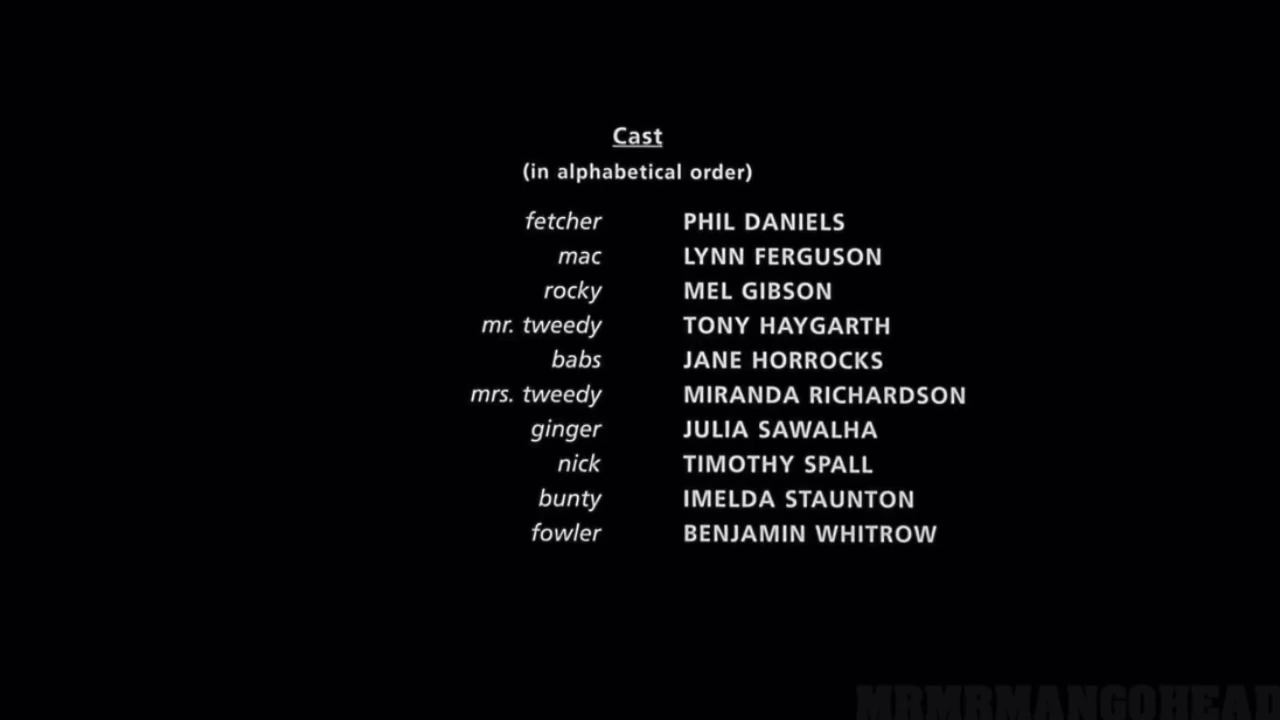 Cast
(in alphabetical order)
fetcher PHIL DANIELS
mac LYNN FERGUSON
rocky MEL GIBSON
mr. tweedy TONY HAYGARTH
babs JANE HORROCKS
mrs. tweedy MIRANDA RICHARDSON
ginger JULIA SAWALHA
nick TIMOTHY SPALL
bunty IMELDA STAUNTON
fowler BENJAMIN WHITROW
MRMRMANGOHEAD